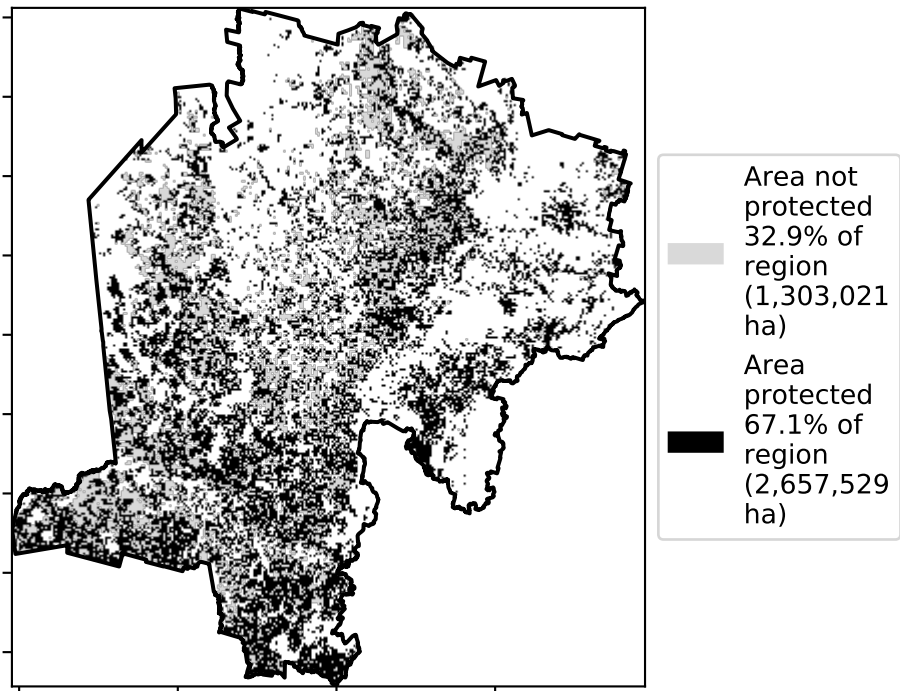 Area not
protected
32.9% of
region
(1,303,021
ha)
Area
protected
67.1% of
region
(2,657,529
ha)